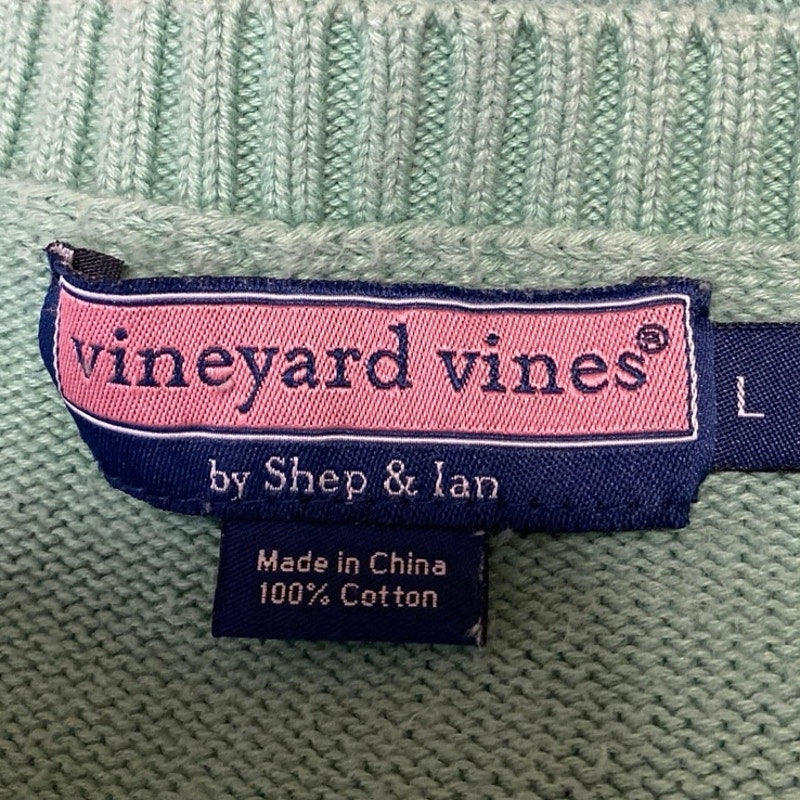 vineyard vines®
by Shep & Ian
L
Made in China
100% Cotton